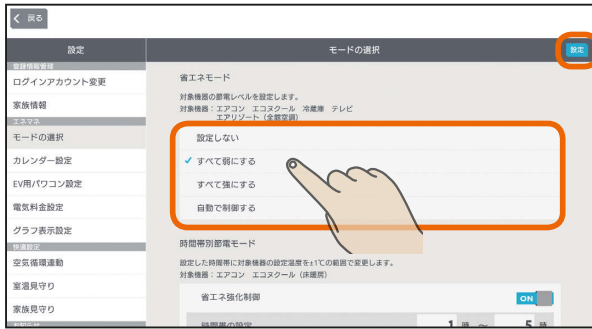 戻る
設定
モードの選択
設定
登録情報管理
ログインアカウント変更
家族情報
エネマネ
モードの選択
カレンダー設定
EV用パワコン設定
電気料金設定
グラフ表示設定
快適設定
空気循環連動
室温見守り
家族見守り
お知らせ
省エネモード
対象機器の節電レベルを設定します。
対象機器：エアコン エコヌクール 冷蔵庫 テレビ
エアリゾート（全館空調）
設定しない
すべて弱にする
すべて強にする
自動で制御する
時間帯別節電モード
設定した時間帯に対象機器の設定温度を±1℃の範囲で変更します。
対象機器：エアコン エコヌクール（床暖房）
省エネ強化制御
ON
時間帯の設定
1 時 ～ 5 時